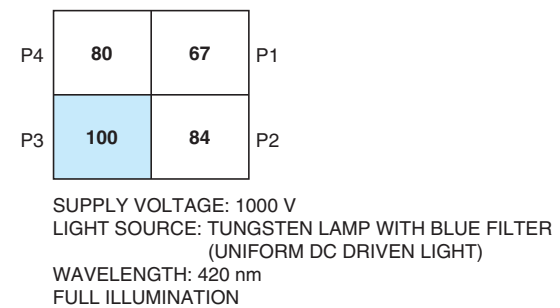 P4 80 67 P1
P3 100 84 P2
SUPPLY VOLTAGE: 1000 V
LIGHT SOURCE: TUNGSTEN LAMP WITH BLUE FILTER
(UNIFORM DC DRIVEN LIGHT)
WAVELENGTH: 420 nm
FULL ILLUMINATION